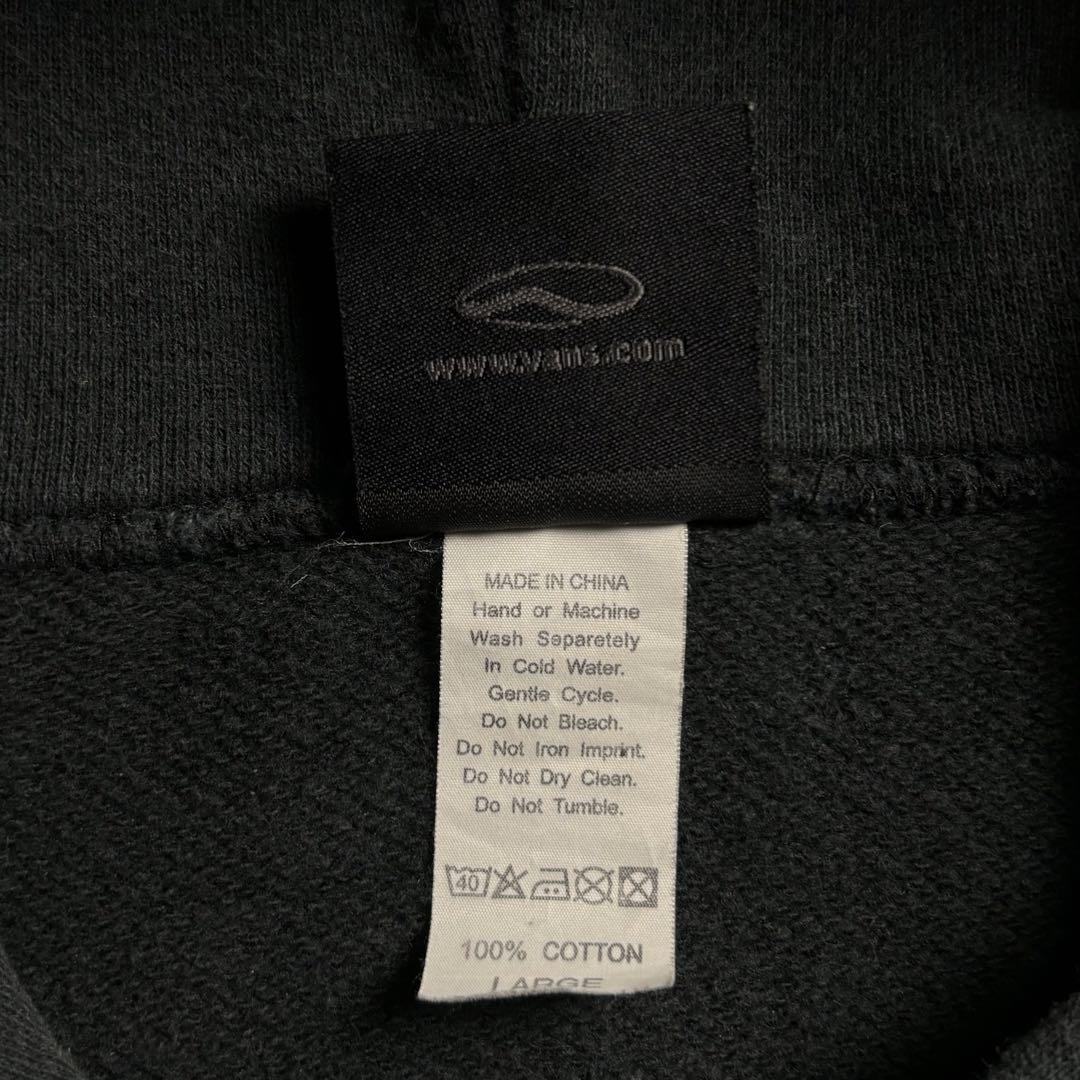 www.vans.com
MADE IN CHINA
Hand or Machine
Wash Separetely
In Cold Water.
Gentle Cycle.
Do Not Bleach.
Do Not Iron Imprint.
Do Not Dry Clean.
Do Not Tumble.
40
100% COTTON
LARGE